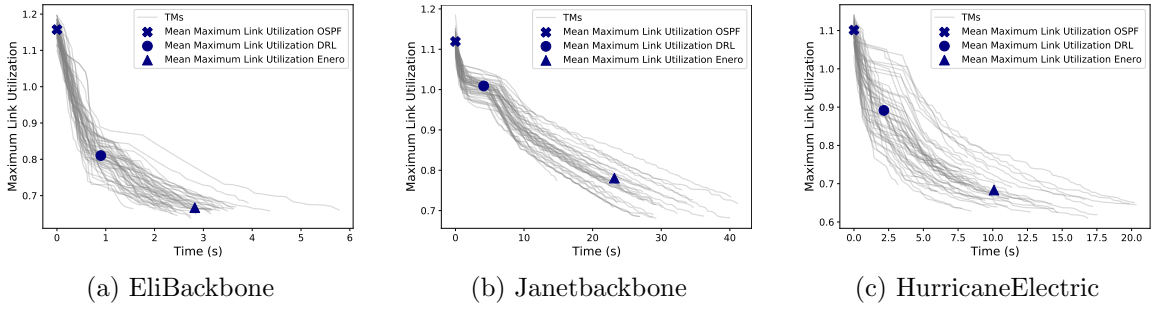 TMs
Mean Maximum Link Utilization OSPF
Mean Maximum Link Utilization DRL
Mean Maximum Link Utilization Enero
Maximum Link Utilization
1.2
1.1
1.0
0.9
0.8
0.7
0 1 2 3 4 5 6
Time (s)
(a) EliBackbone
TMs
Mean Maximum Link Utilization OSPF
Mean Maximum Link Utilization DRL
Mean Maximum Link Utilization Enero
Maximum Link Utilization
1.2
1.1
1.0
0.9
0.8
0.7
0 10 20 30 40
Time (s)
(b) Janetbackbone
TMs
Mean Maximum Link Utilization OSPF
Mean Maximum Link Utilization DRL
Mean Maximum Link Utilization Enero
Maximum Link Utilization
1.1
1.0
0.9
0.8
0.7
0.6
0.0 2.5 5.0 7.5 10.0 12.5 15.0 17.5 20.0
Time (s)
(c) HurricaneElectric